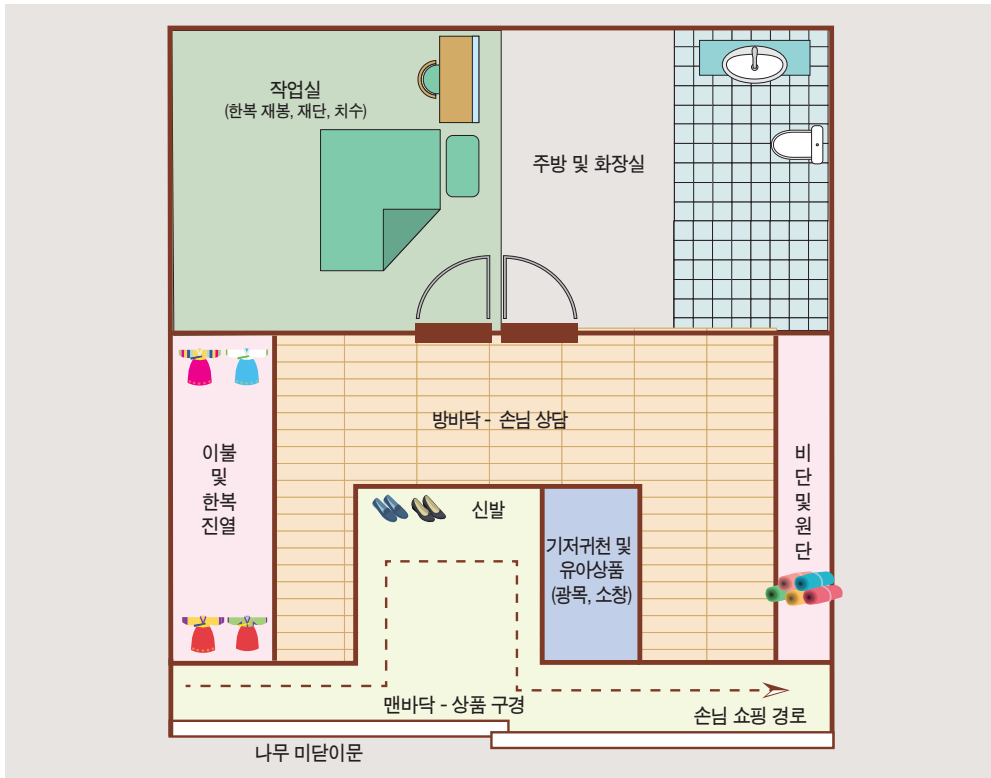 작업실
(한복 재봉, 재단, 치수)
주방 및 화장실
방바닥 - 손님 상담
이불
및
한복
진열
비
단
및
원
단
신발
기저귀천 및
유아상품
(광목, 소창)
맨바닥 - 상품 구경
손님 쇼핑 경로
나무 미닫이문